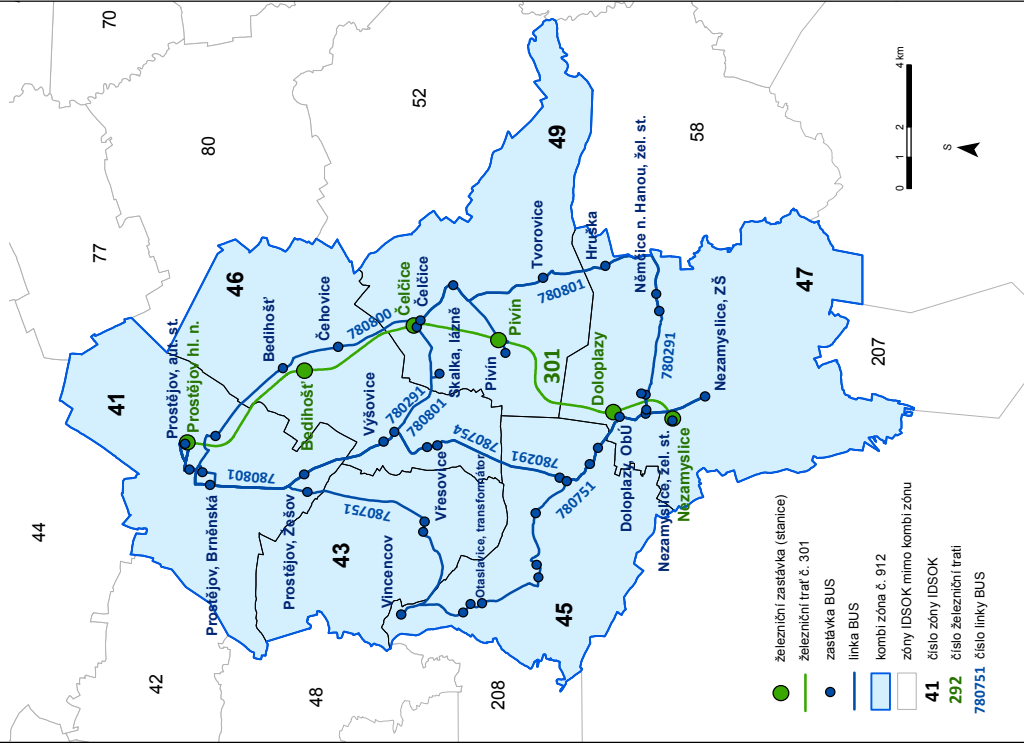 70
80
52
77
44
42
48
208
58
207
41
46
43
49
45
47
Prostějov, aut. st.
Prostějov hl. n.
Bedihošť
Bedihošť
Čehovice
780800
Čelčice
Čelčice
Výšovice
780291
780801
Skalka, lázně
Pivín
Pivín
Tvorovice
780801
Hruška
Němčice n. Hanou, žel. st.
780291
Nezamyslice, ZŠ
Doloplazy
301
780801
Prostějov, Brněnská
Prostějov, Žešov
780751
Vřesovice
Vincencov
Otaslavice, transformátor
780754
780291
780751
Doloplazy, ObÚ
Nezamyslice, žel. st.
Nezamyslice
železniční zastávka (stanice)
železniční trať č. 301
zastávka BUS
linka BUS
kombi zóna č. 912
zóny IDSOK mimo kombi zónu
41 číslo zóny IDSOK
292 číslo železniční trati
780751 číslo linky BUS
0 1 2 4 km
S